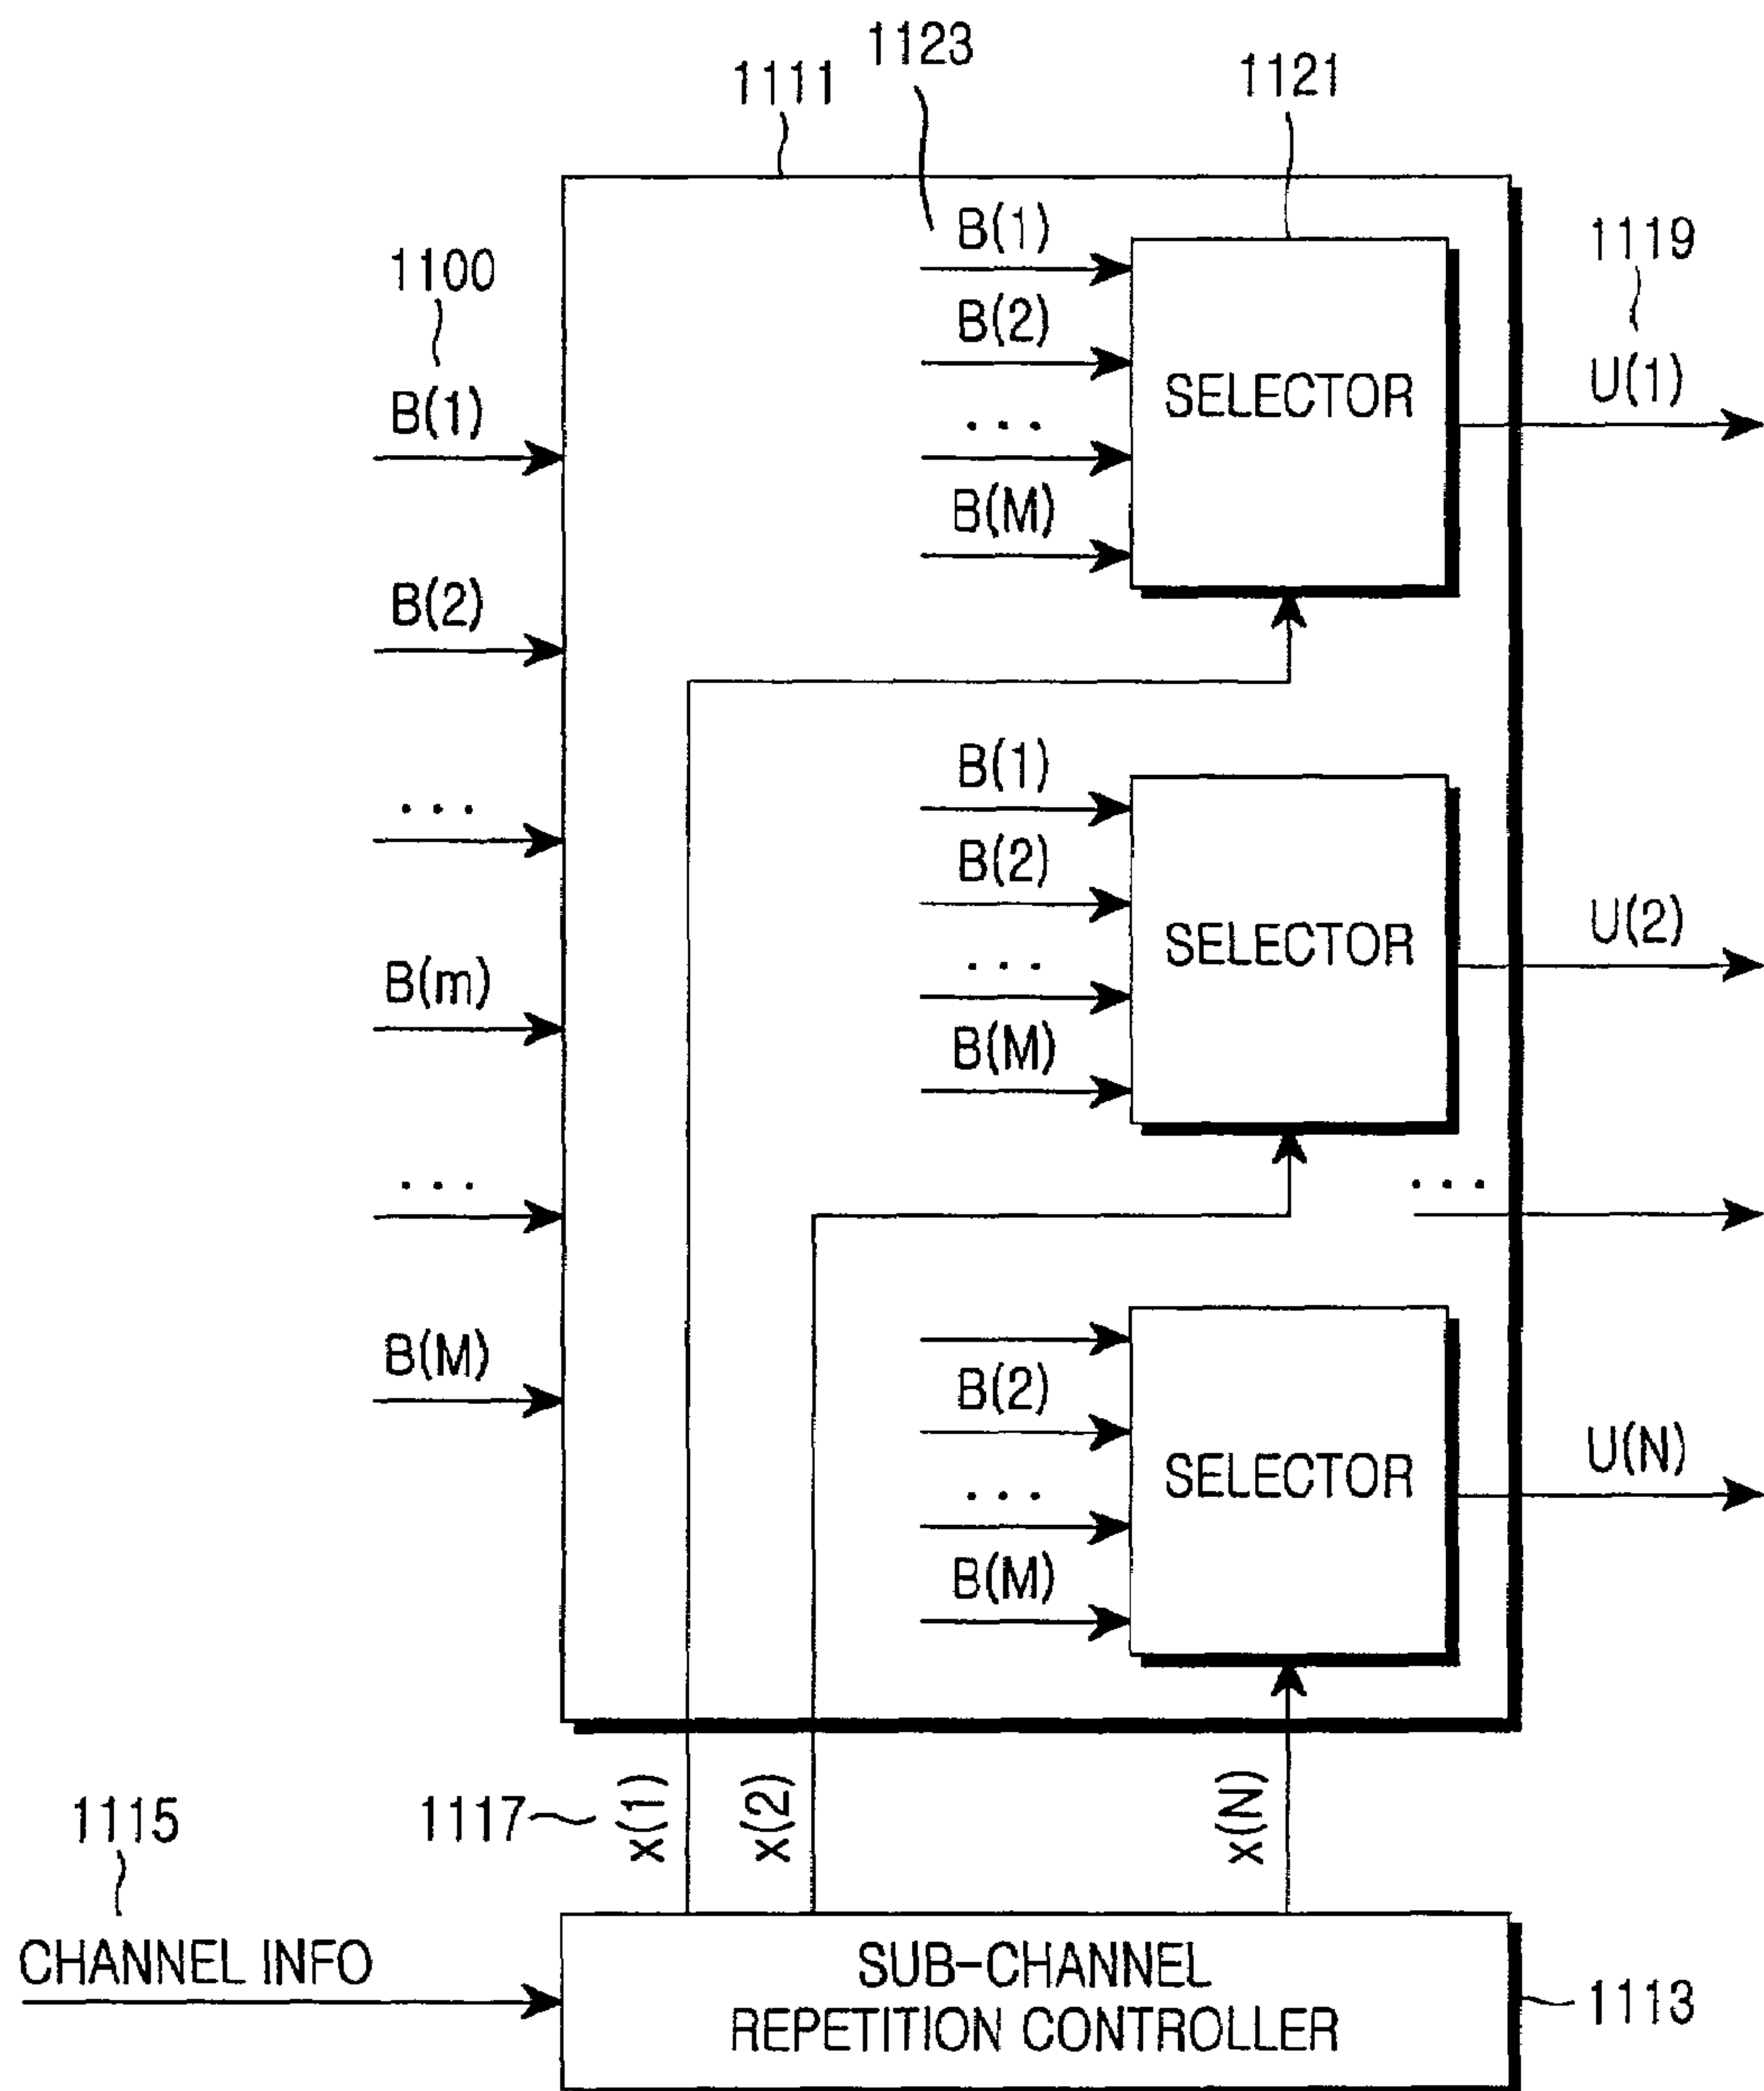 1123
1111
1121
1100
1119
B(1)
B(2)
...
B(m)
...
B(M)
B(1)
B(2)
...
B(M)
SELECTOR
U(1)
B(1)
B(2)
...
B(M)
SELECTOR
U(2)
...
B(2)
...
B(M)
SELECTOR
U(N)
1117
x(1)
x(2)
x(N)
1115
CHANNEL INFO
SUB-CHANNEL
REPETITION CONTROLLER
1113